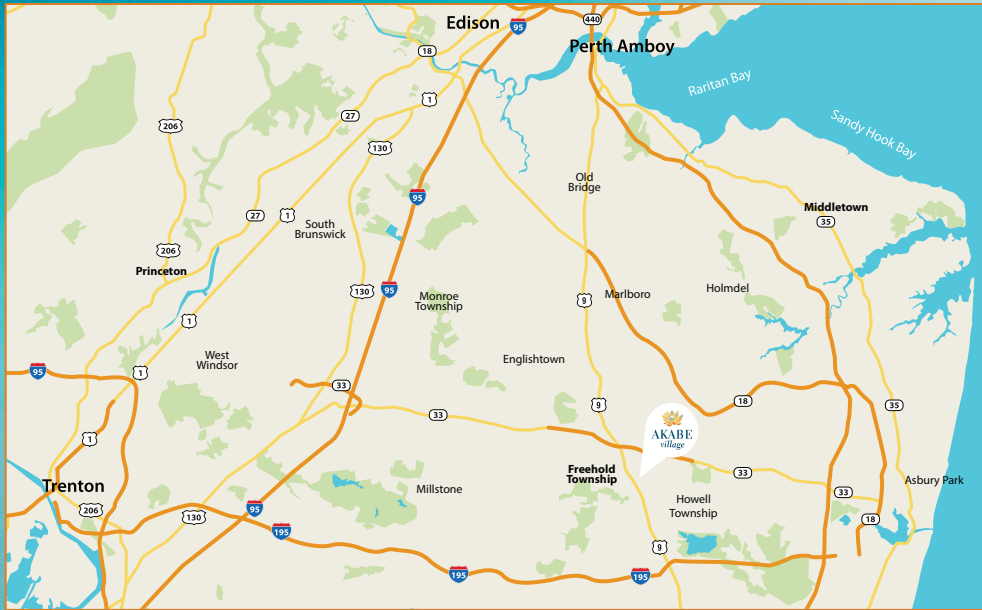 Edison
95
440
Perth Amboy
18
Raritan Bay
1
27
206
130
Sandy Hook Bay
Old
Bridge
95
Middletown
35
27
1
South
Brunswick
206
Princeton
130
95
Monroe
Township
9
Marlboro
Holmdel
1
West
Windsor
Englishtown
95
1
33
33
9
18
35
AKABE
village
1
Freehold
Township
33
Trenton
Millstone
Asbury Park
33
Howell
Township
206
130
95
195
18
9
195
195